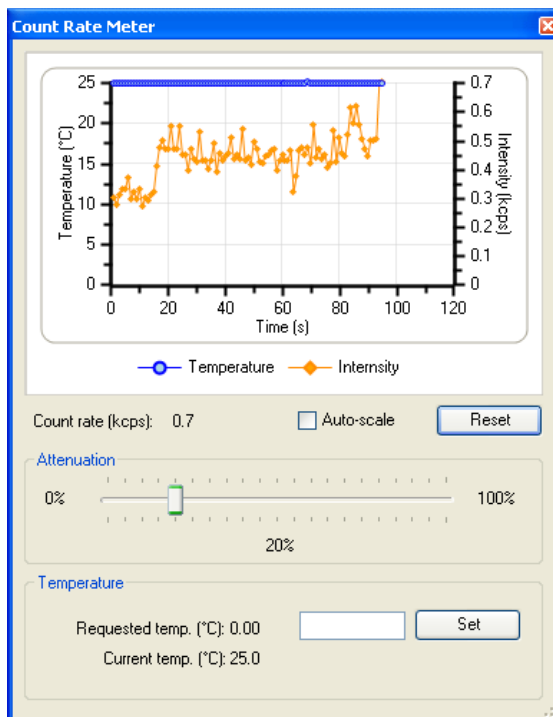 Count Rate Meter
25 0.7
0.6
20
0.5
15 0.4
Temperature (°C) Intensity (kcps)
0.3
10
0.2
5
0.1
0 0
0 20 40 60 80 100 120
Time (s)
Temperature Internsity
Count rate (kcps): 0.7 Auto-scale Reset
Attenuation
0% 100%
20%
Temperature
Requested temp. (°C): 0.00 Set
Current temp. (°C): 25.0